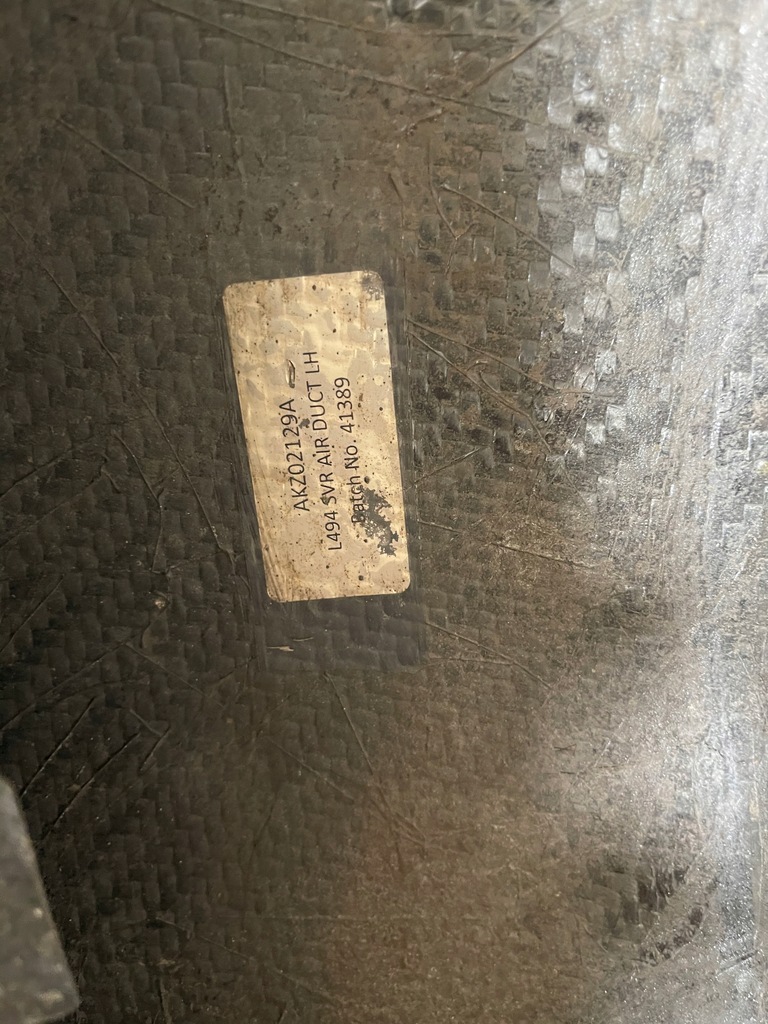 AKZ02129A
L494 SVR AIR DUCT LH
Batch No. 41389